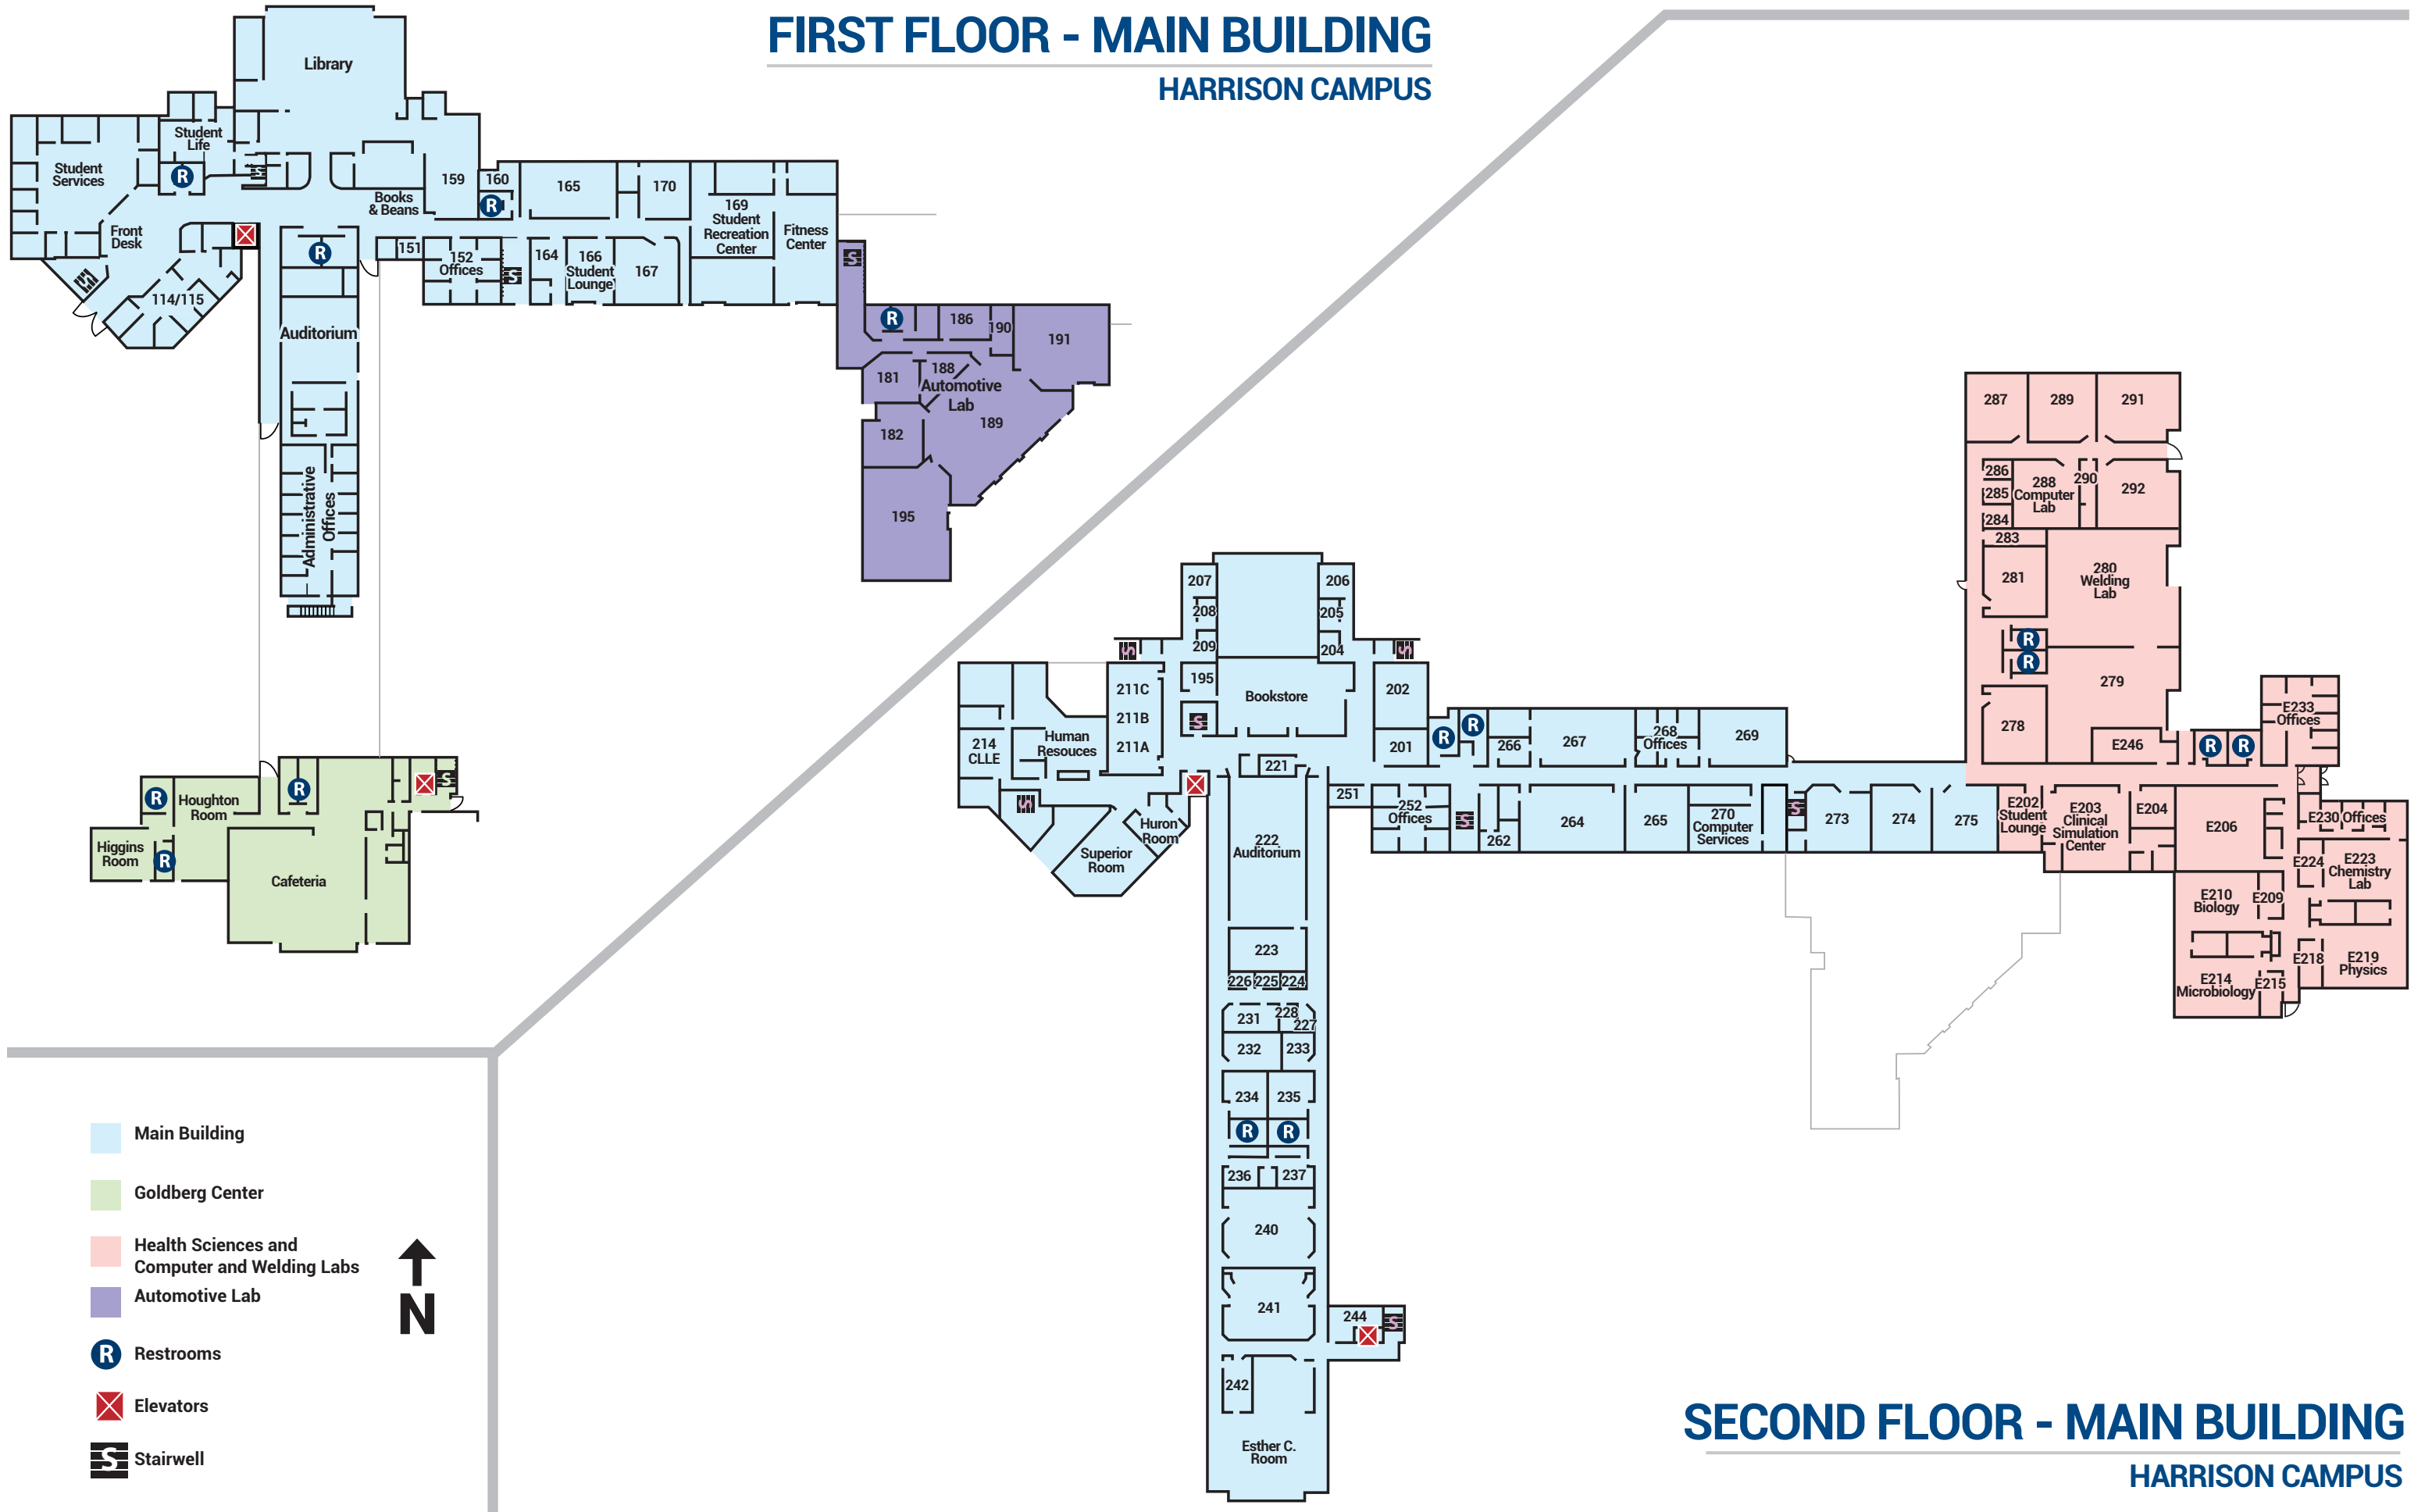 FIRST FLOOR - MAIN BUILDING
HARRISON CAMPUS
Library
Student
Life
Student
Services
R
S
Front
Desk
114/115
S
R
Auditorium
Administrative
Offices
Books
& Beans
159
160
R
151
152
Offices
S
165
170
164
166
Student
Lounge
167
169
Student
Recreation
Center
Fitness
Center
S
R
186
190
191
181
188
Automotive
Lab
189
182
195
R
Houghton
Room
R
S
Higgins
Room
R
Cafeteria
Main Building
Goldberg Center
Health Sciences and
Computer and Welding Labs
Automotive Lab
R
Restrooms
Elevators
S
Stairwell
N
207
208
209
206
205
204
S
S
195
S
Bookstore
202
201
211C
211B
211A
Human
Resouces
214
CLLE
S
Huron
Room
Superior
Room
221
222
Auditorium
223
226
225
224
231
228
227
232
233
234
235
R
R
236
237
240
241
244
S
242
Esther C.
Room
R
R
266
267
268
Offices
269
251
252
Offices
S
262
264
265
270
Computer
Services
S
273
274
275
287
289
291
286
285
284
283
288
Computer
Lab
290
292
281
280
Welding
Lab
R
R
279
278
E246
R
R
E233
Offices
E202
Student
Lounge
E203
Clinical
Simulation
Center
E204
E206
E230 Offices
E224
E223
Chemistry
Lab
E210
Biology
E209
E214
Microbiology
E215
E218
E219
Physics
SECOND FLOOR - MAIN BUILDING
HARRISON CAMPUS